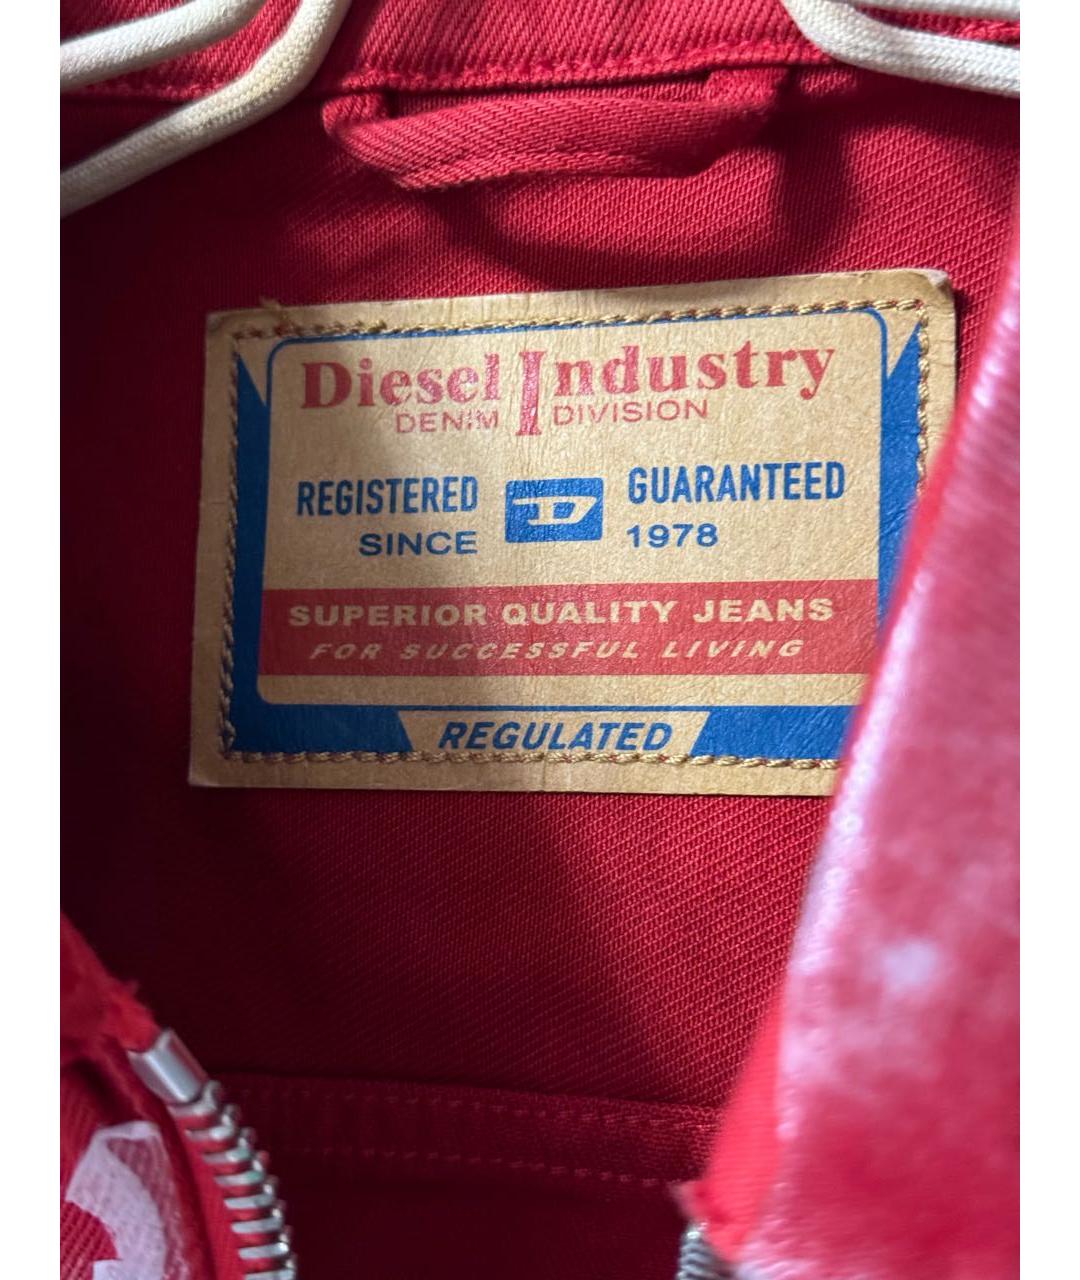 Diesel Industry
DENIM DIVISION
REGISTERED D GUARANTEED
SINCE 1978
SUPERIOR QUALITY JEANS
FOR SUCCESSFUL LIVING
REGULATED